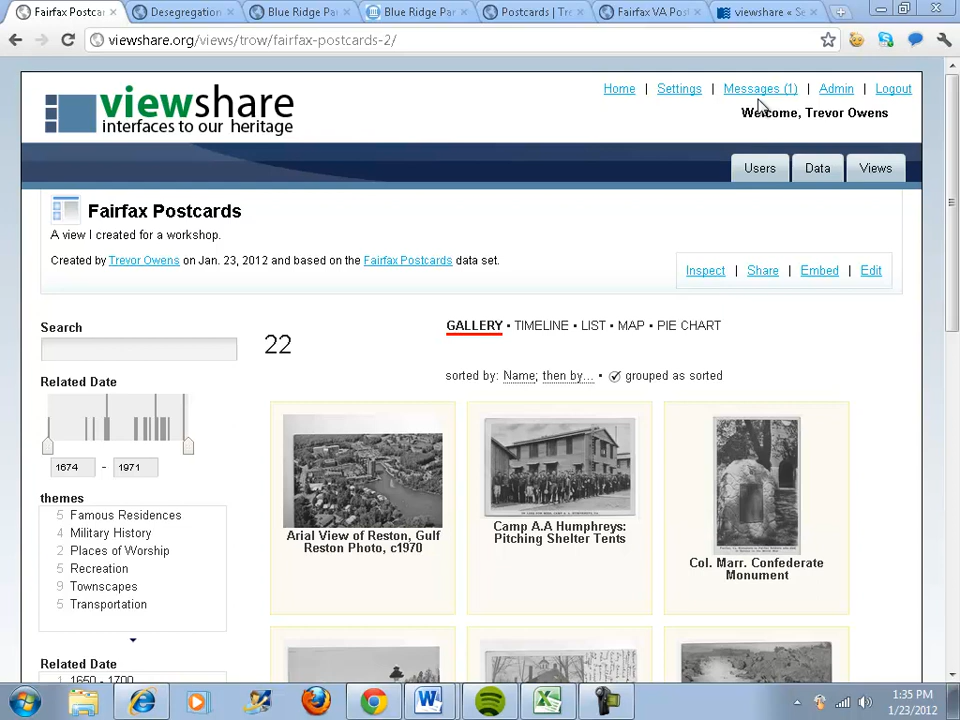 Fairfax Postcar
Desegregation
Blue Ridge Par
Blue Ridge Par
Postcards | Tro
Fairfax VA Post
viewshare « Se
viewshare.org/views/trow/fairfax-postcards-2/
viewshare
interfaces to our heritage
Home | Settings | Messages (1) | Admin | Logout
Welcome, Trevor Owens
Users Data Views
Fairfax Postcards
A view I created for a workshop.
Created by Trevor Owens on Jan. 23, 2012 and based on the Fairfax Postcards data set.
Inspect | Share | Embed | Edit
Search
22
GALLERY • TIMELINE • LIST • MAP • PIE CHART
sorted by: Name; then by... • grouped as sorted
Related Date
1674 - 1971
themes
5 Famous Residences
4 Military History
2 Places of Worship
5 Recreation
9 Townscapes
5 Transportation
Related Date
1 1650 - 1700
Arial View of Reston, Gulf
Reston Photo, c1970
Camp A.A Humphreys:
Pitching Shelter Tents
Col. Marr. Confederate
Monument
1:35 PM
1/23/2012